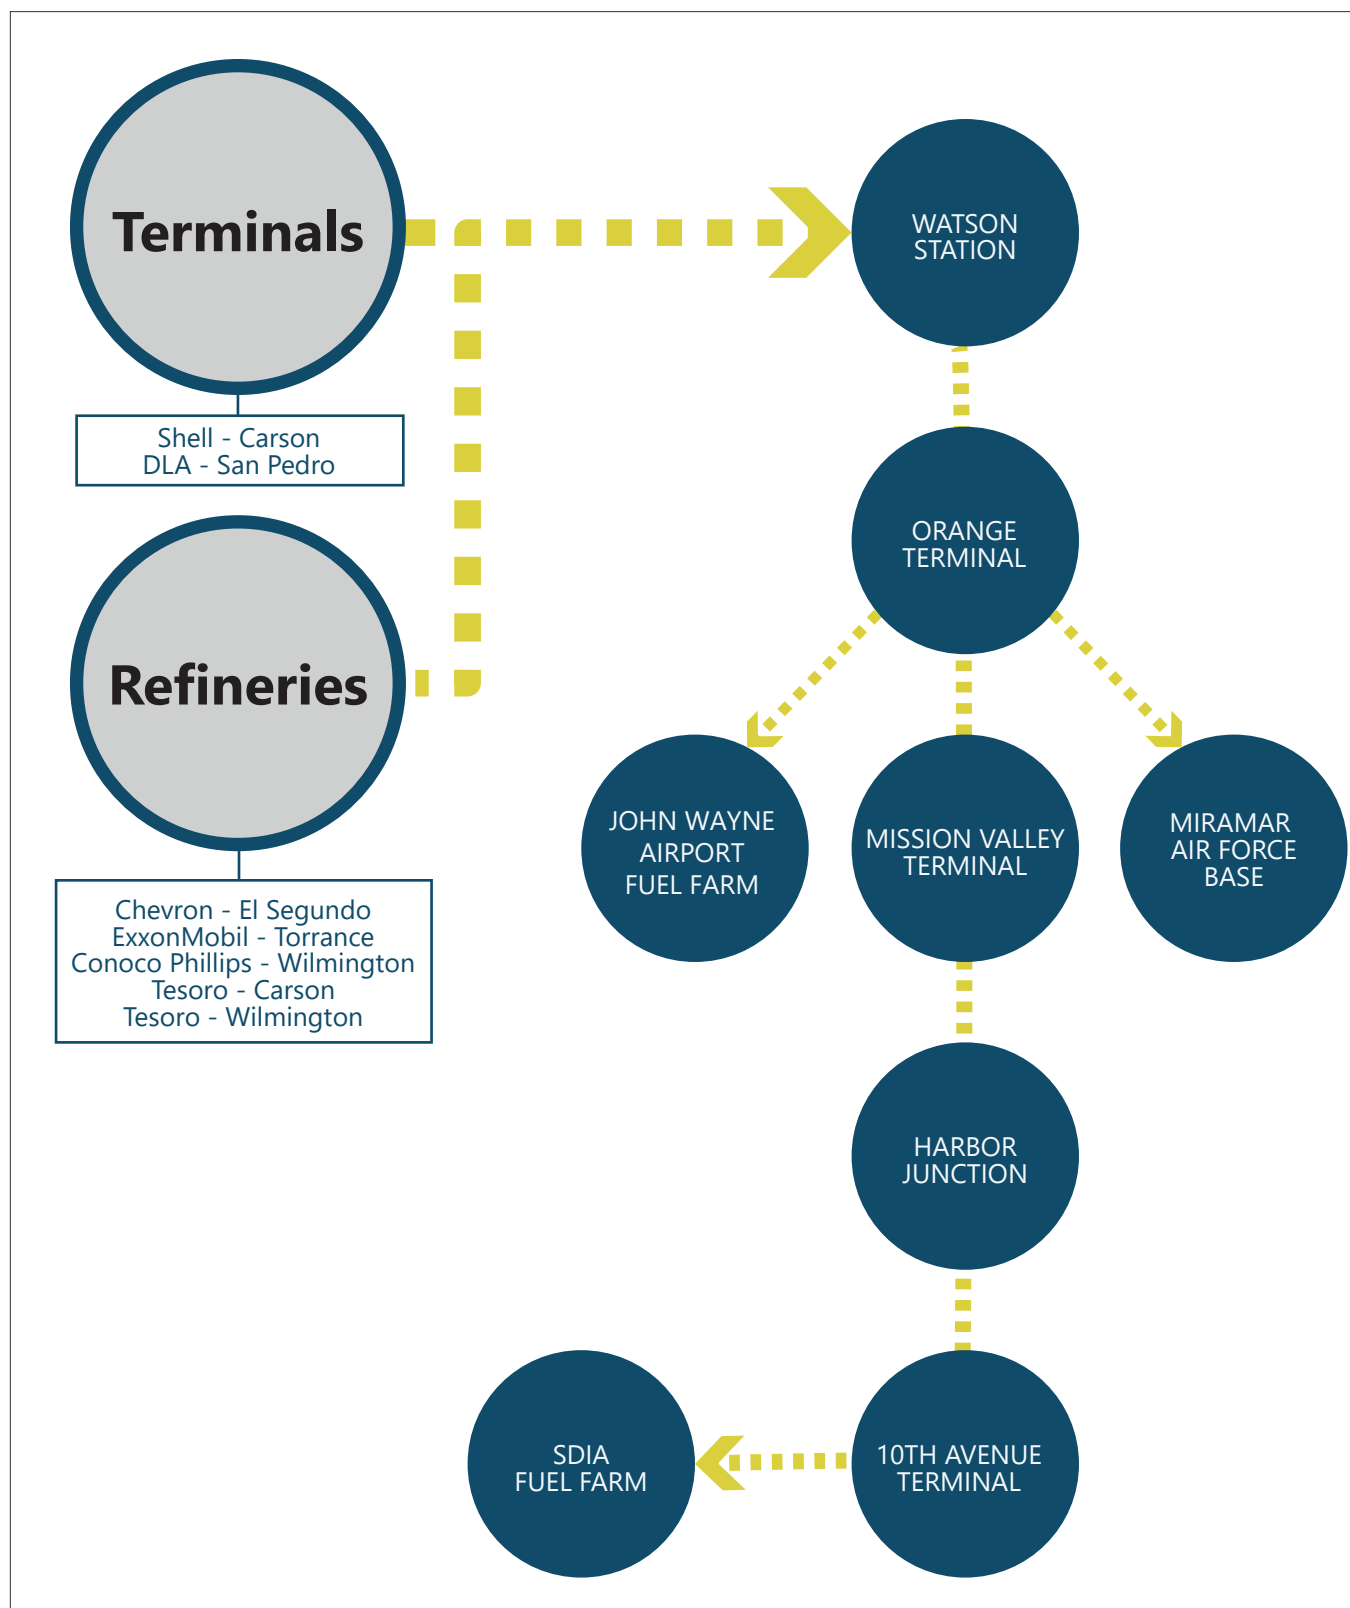 Terminals
Shell - Carson
DLA - San Pedro
Refineries
Chevron - El Segundo
ExxonMobil - Torrance
Conoco Phillips - Wilmington
Tesoro - Carson
Tesoro - Wilmington
WATSON
STATION
ORANGE
TERMINAL
JOHN WAYNE
AIRPORT
FUEL FARM
MISSION VALLEY
TERMINAL
MIRAMAR
AIR FORCE
BASE
HARBOR
JUNCTION
SDIA
FUEL FARM
10TH AVENUE
TERMINAL